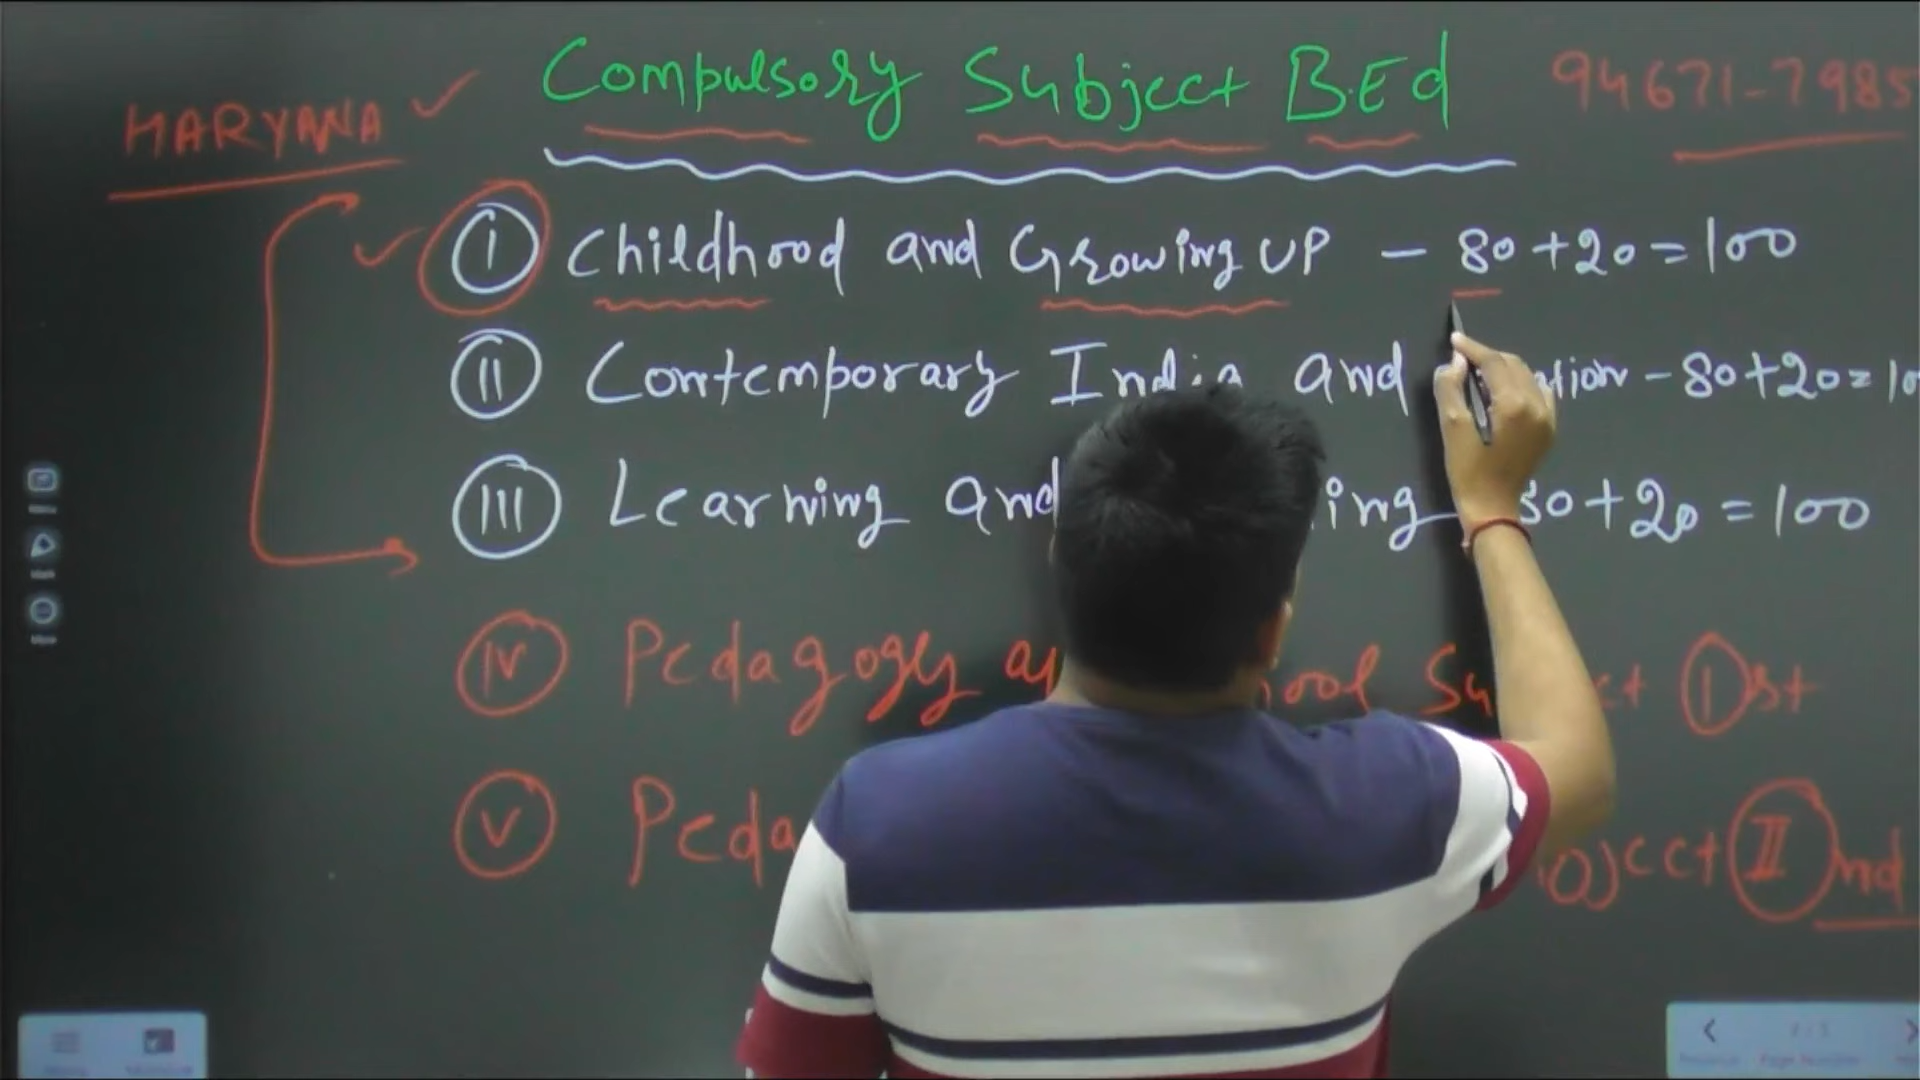 HARYANA ✓ Compulsory Subject B.Ed 94671-7985
I Childhood and Growing UP - 80+20=100
II Contemporary India and - 80+20=10
III Learning and 80+20=100
IV Pedagogy Ist
V IInd